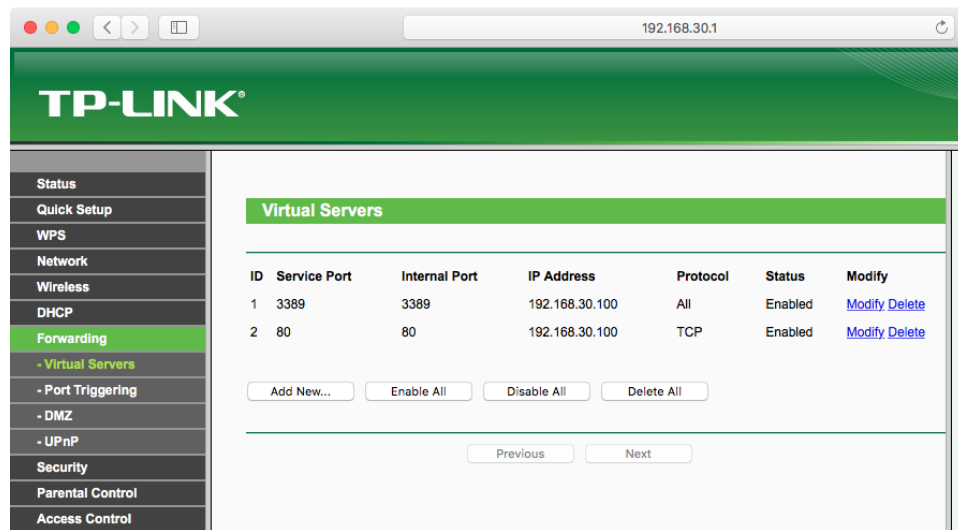 192.168.30.1
TP-LINK®
Status
Quick Setup
WPS
Network
Wireless
DHCP
Forwarding
- Virtual Servers
- Port Triggering
- DMZ
- UPnP
Security
Parental Control
Access Control
Virtual Servers
ID Service Port Internal Port IP Address Protocol Status Modify
1 3389 3389 192.168.30.100 All Enabled Modify Delete
2 80 80 192.168.30.100 TCP Enabled Modify Delete
Add New... Enable All Disable All Delete All
Previous Next